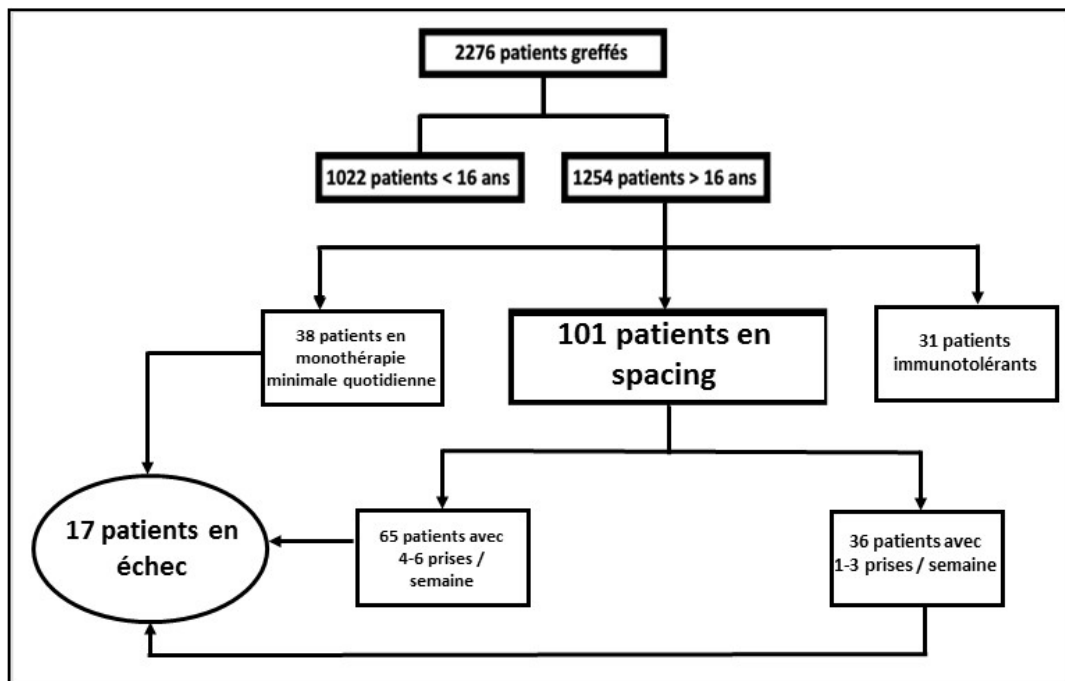 2276 patients greffés
1022 patients < 16 ans
1254 patients > 16 ans
38 patients en
monothérapie
minimale quotidienne
101 patients en
spacing
31 patients
immunotolérants
17 patients en
échec
65 patients avec
4-6 prises /
semaine
36 patients avec
1-3 prises / semaine